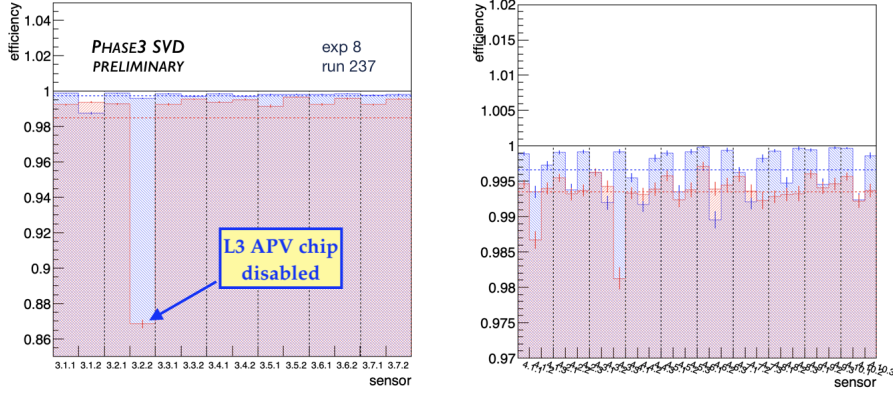 efficiency
1.04
1.02
1
0.98
0.96
0.94
0.92
0.9
0.88
0.86
PHASE3 SVD
PRELIMINARY
exp 8
run 237
L3 APV chip
disabled
3.1.1 3.1.2 3.2.1 3.2.2 3.3.1 3.3.2 3.4.1 3.4.2 3.5.1 3.5.2 3.6.1 3.6.2 3.7.1 3.7.2
sensor
efficiency
1.02
1.015
1.01
1.005
1
0.995
0.99
0.985
0.98
0.975
0.97
sensor